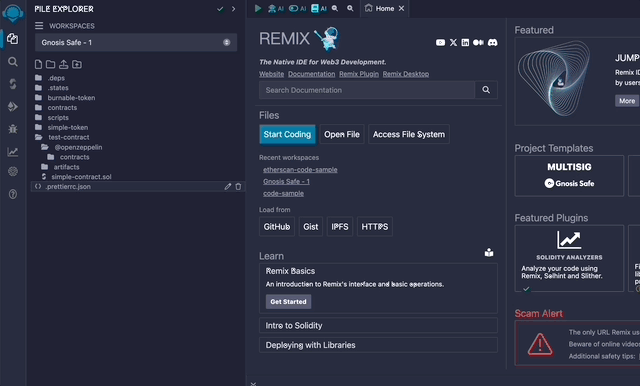 FILE EXPLORER
WORKSPACES
Gnosis Safe - 1
.deps
.states
burnable-token
contracts
scripts
simple-token
test-contract
@openzeppelin
contracts
artifacts
simple-contract.sol
.prettierrc.json
AI AI AI Home
REMIX
The Native IDE for Web3 Development.
Website Documentation Remix Plugin Remix Desktop
Search Documentation
Files
Start Coding Open File Access File System
Recent workspaces
etherscan-code-sample
Gnosis Safe - 1
code-sample
Load from
GitHub Gist IPFS HTTPS
Learn
Remix Basics
An introduction to Remix's interface and basic operations.
Get Started
Intro to Solidity
Deploying with Libraries
Featured
JUMP
Remix ID
by users
More
Project Templates
MULTISIG
Gnosis Safe
Featured Plugins
SOLIDITY ANALYZERS
Analyze your code using
Remix, Solhint and Slither.
Scam Alert
The only URL Remix us
Beware of online videos
Additional safety tips: